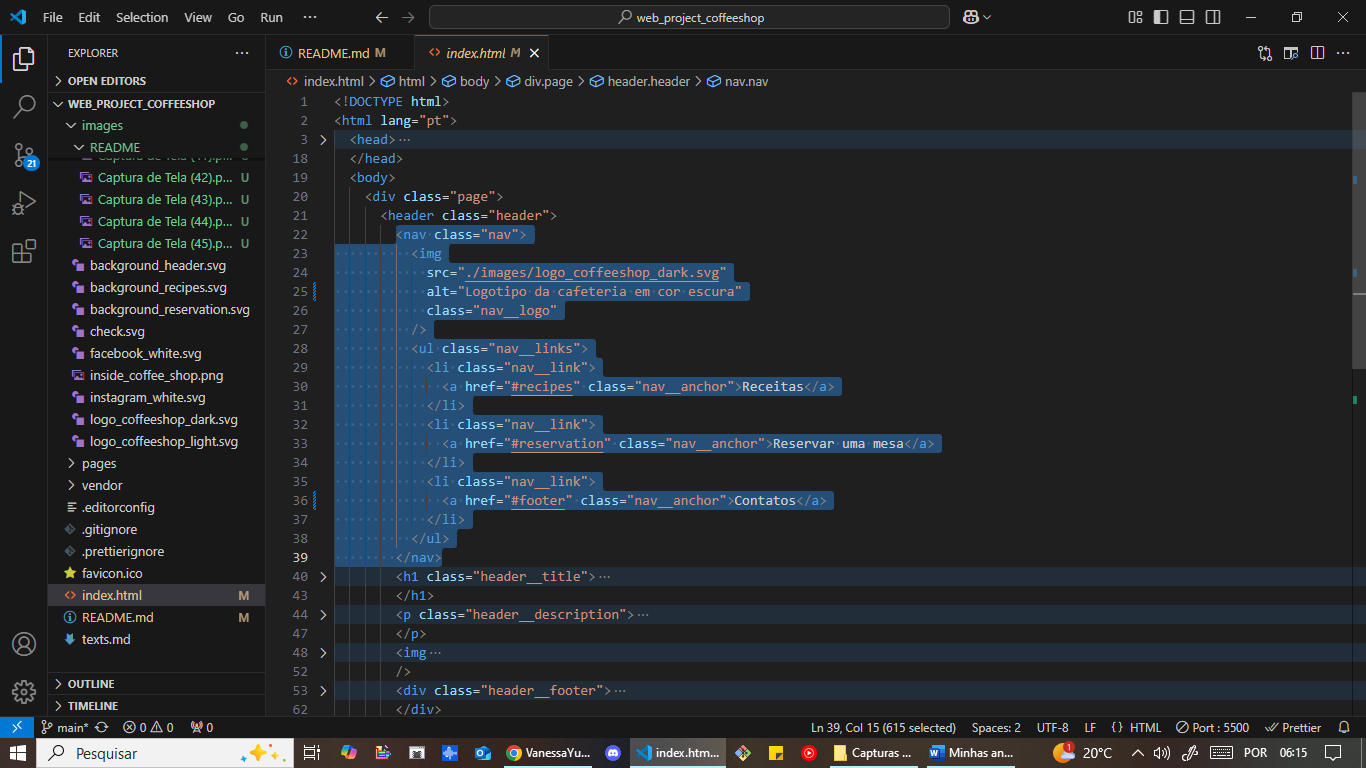 File Edit Selection View Go Run ··· web_project_coffeeshop
EXPLORER ···
OPEN EDITORS
WEB_PROJECT_COFFEESHOP
images
README
Captura de Tela (42).p... U
Captura de Tela (43).p... U
Captura de Tela (44).p... U
Captura de Tela (45).p... U
background_header.svg
background_recipes.svg
background_reservation.svg
check.svg
facebook_white.svg
inside_coffee_shop.png
instagram_white.svg
logo_coffeeshop_dark.svg
logo_coffeeshop_light.svg
pages
vendor
.editorconfig
.gitignore
.prettierignore
favicon.ico
index.html M
README.md M
texts.md
OUTLINE
TIMELINE
21
README.md M index.html M
index.html > html > body > div.page > header.header > nav.nav
1 <!DOCTYPE html>
2 <html lang="pt">
3 <head>···
18 </head>
19 <body>
20 <div class="page">
21 <header class="header">
22 <nav class="nav">
23 <img
24 src="./images/logo_coffeeshop_dark.svg"
25 alt="Logotipo da cafeteria em cor escura"
26 class="nav__logo"
27 />
28 <ul class="nav__links">
29 <li class="nav__link">
30 <a href="#recipes" class="nav__anchor">Receitas</a>
31 </li>
32 <li class="nav__link">
33 <a href="#reservation" class="nav__anchor">Reservar uma mesa</a>
34 </li>
35 <li class="nav__link">
36 <a href="#footer" class="nav__anchor">Contatos</a>
37 </li>
38 </ul>
39 </nav>
40 <h1 class="header__title">···
43 </h1>
44 <p class="header__description">···
47 </p>
48 <img···
52 />
53 <div class="header__footer">···
62 </div>
main* 0 0 0 Ln 39, Col 15 (615 selected) Spaces: 2 UTF-8 LF {} HTML Port : 5500 Prettier
Pesquisar VanessaYu... index.htm... Capturas ... Minhas an... 1 20°C POR 06:15